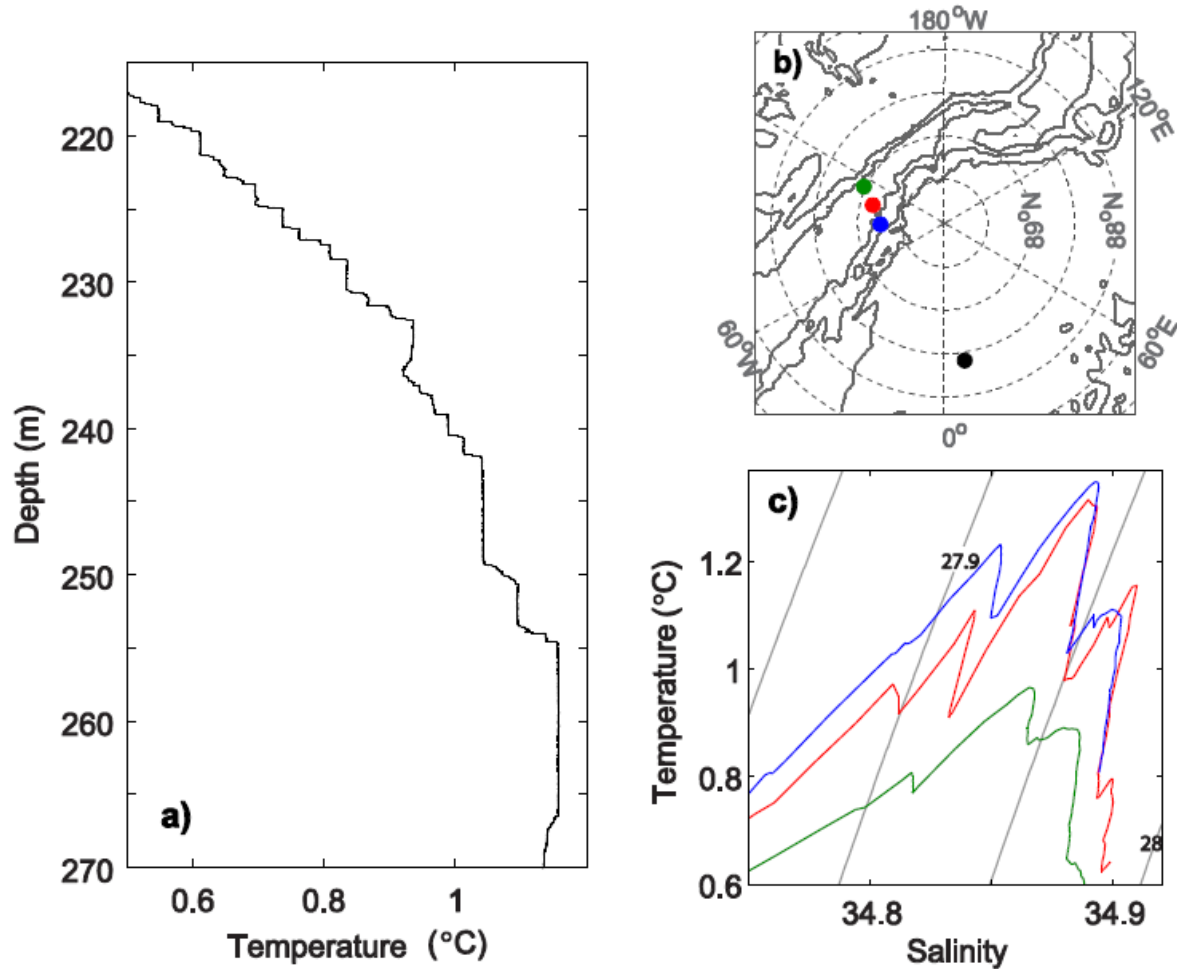 220
230
240
250
260
270
Depth (m)
a)
0.6
0.8
1
Temperature (°C)
180°W
b)
120°E
89°N
88°N
60°W
60°E
0°
c)
27.9
28
1.2
1
0.8
0.6
Temperature (°C)
34.8
34.9
Salinity